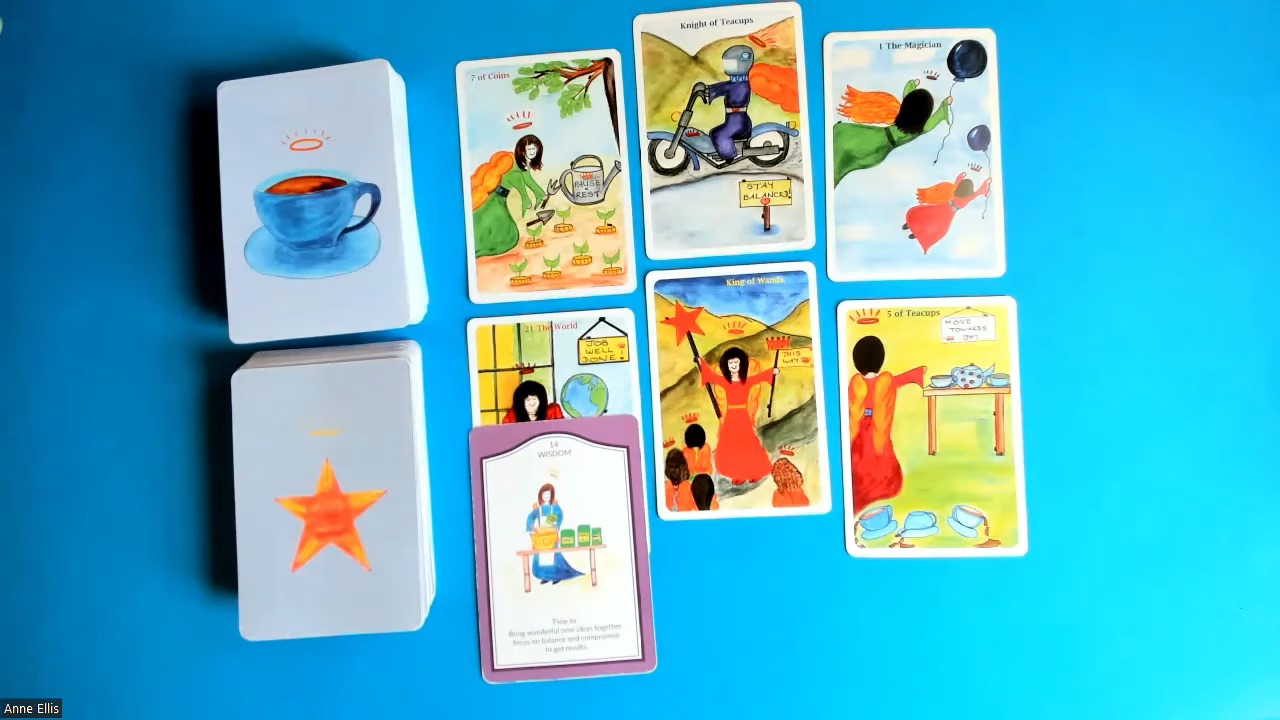 7 of Coins
PAUSE
REST
Knight of Teacups
STAY
BALANCED!
1 The Magician
21 The World
JOB
WELL
DONE!
King of Wands
THIS
WAY
5 of Teacups
MOVE
TOWARDS
JOY
14
WISDOM
Time to
Bring wonderful new ideas together
focus on balance and compromise
to get results.
Anne Ellis